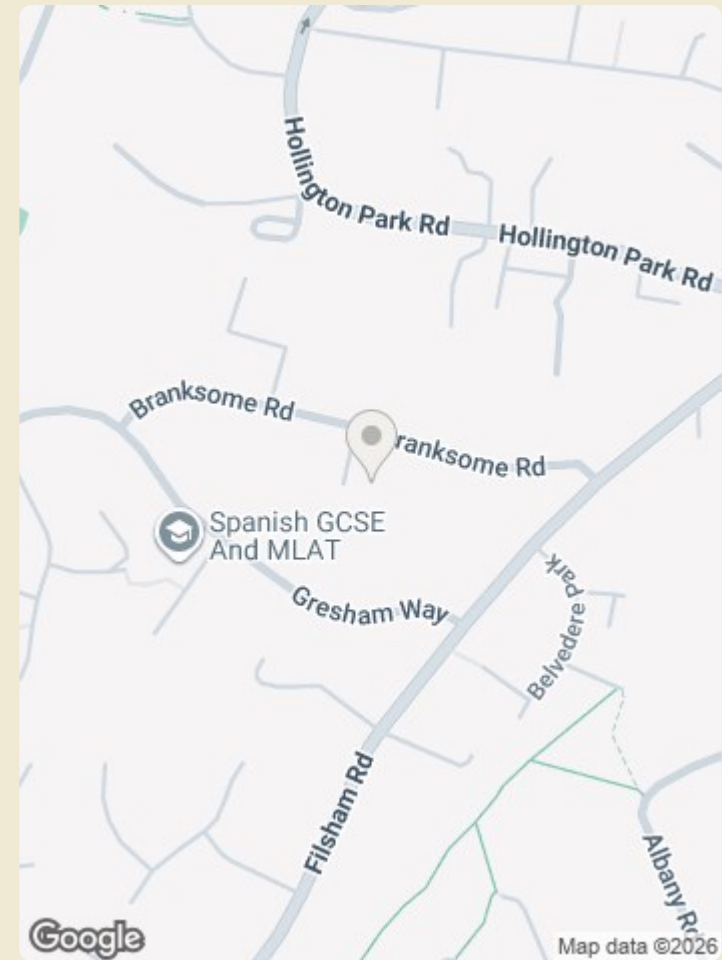 Hollington Park Rd
Hollington Park Rd
Branksome Rd
ranksome Rd
Spanish GCSE
And MLAT
Gresham Way
Belvedere Park
Filsham Rd
Albany Rd
Google
Map data ©2026